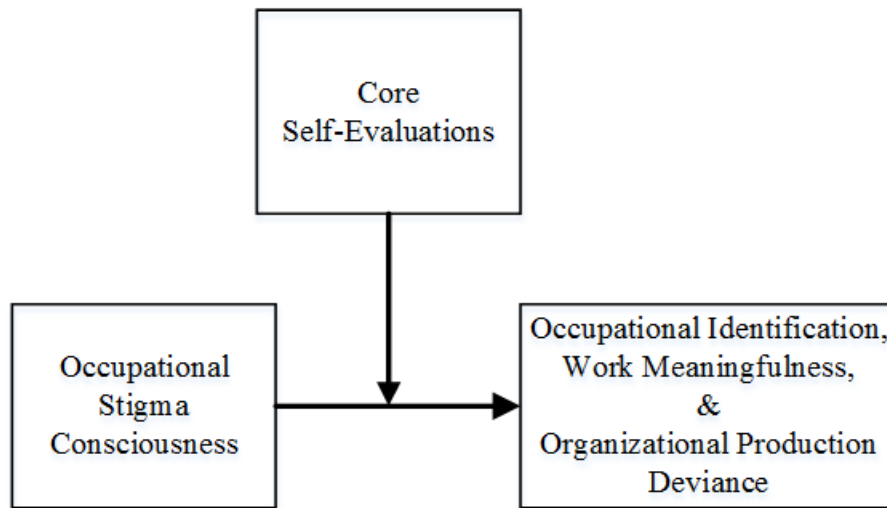 Core
Self-Evaluations
Occupational
Stigma
Consciousness
Occupational Identification,
Work Meaningfulness,
&
Organizational Production
Deviance